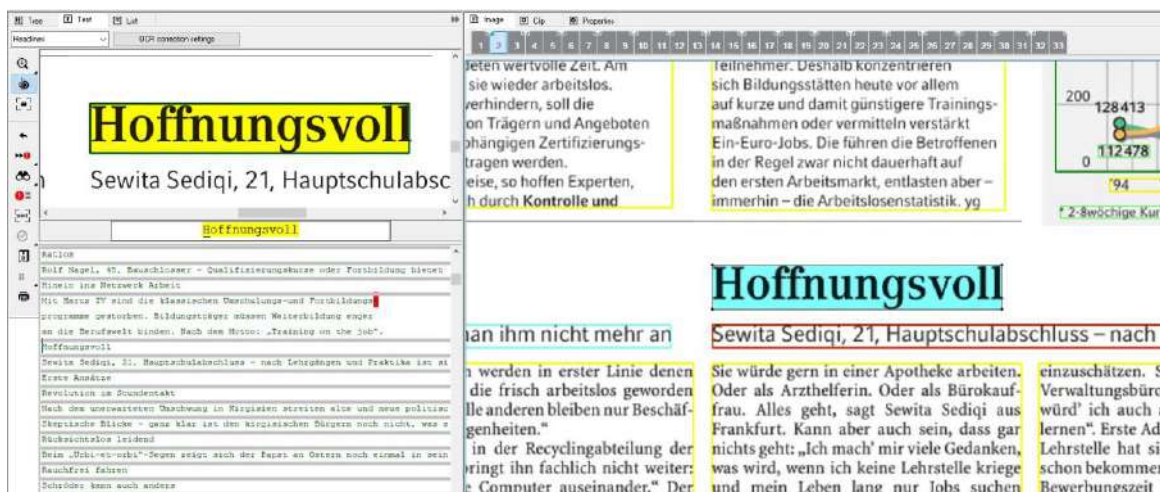 Tree Text List
Headlines OCR correction settings
Hoffnungsvoll
Sewita Sediqi, 21, Hauptschulabsc
Hoffnungsvoll
Rolf Nagel, 45, Bauschlosser - Qualifizierungskurse oder Fortbildung bietet
Hinein ins Netzwerk Arbeit
Mit Hartz IV sind die klassischen Umschulungs-und Fortbildungs
programme gestorben. Bildungsträger müssen Weiterbildung enger
an die Berufswelt binden. Nach dem Motto: „Training on the job".
Hoffnungsvoll
Sewita Sediqi, 21, Hauptschulabschluss - nach Lehrgängen und Praktika ist si
Erste Ansätze
Revolution im Stundentakt
Nach dem unerwarteten Umschwung in Kirgisien streiten alte und neue politisc
Skeptische Blicke - ganz klar ist den kirgisischen Bürgern noch nicht, was s
Rücksichtslos leidend
Beim „Urbi-et-orbi"-Segen zeigt sich der Papst an Ostern noch einmal in sein
Rauchfrei fahren
Schröder kann auch anders
Image Clip Properties
1 2 3 4 5 6 7 8 9 10 11 12 13 14 15 16 17 18 19 20 21 22 23 24 25 26 27 28 29 30 31 32 33
deten wertvolle Zeit. Am
sie wieder arbeitslos.
verhindern, soll die
on Trägern und Angeboten
bhängigen Zertifizierungs-
tragen werden.
eise, so hoffen Experten,
h durch Kontrolle und
Teilnehmer. Deshalb konzentrieren
sich Bildungsstätten heute vor allem
auf kurze und damit günstigere Trainings-
maßnahmen oder vermitteln verstärkt
Ein-Euro-Jobs. Die führen die Betroffenen
in der Regel zwar nicht dauerhaft auf
den ersten Arbeitsmarkt, entlasten aber –
immerhin – die Arbeitslosenstatistik. yg
200
128 413
112 478
0
'94
* 2-8wöchige Kur
Hoffnungsvoll
nan ihm nicht mehr an
Sewita Sediqi, 21, Hauptschulabschluss – nach
n werden in erster Linie denen
die frisch arbeitslos geworden
lle anderen bleiben nur Beschäf-
genheiten."
in der Recyclingabteilung der
bringt ihn fachlich nicht weiter:
e Computer auseinander." Der
Sie würde gern in einer Apotheke arbeiten.
Oder als Arzthelferin. Oder als Bürokauf-
frau. Alles geht, sagt Sewita Sediqi aus
Frankfurt. Kann aber auch sein, dass gar
nichts geht: „Ich mach' mir viele Gedanken,
was wird, wenn ich keine Lehrstelle kriege
und mein Leben lang nur Jobs suchen
einzuschätzen. S
Verwaltungsbüro
würd' ich auch
lernen". Erste Ad
Lehrstelle hat si
schon bekommen
Bewerbungszeit